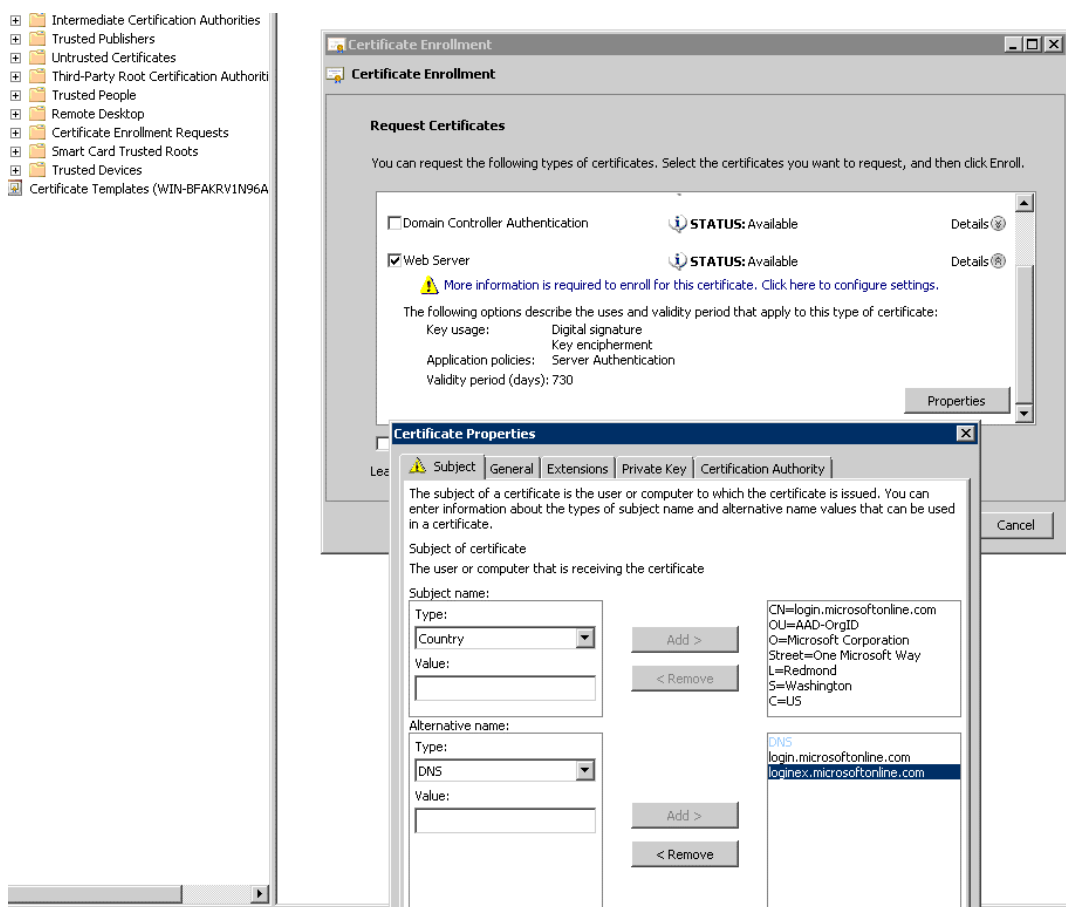 Intermediate Certification Authorities
Trusted Publishers
Untrusted Certificates
Third-Party Root Certification Authoriti
Trusted People
Remote Desktop
Certificate Enrollment Requests
Smart Card Trusted Roots
Trusted Devices
Certificate Templates (WIN-BFAKRV1N96A
Certificate Enrollment
Certificate Enrollment
Request Certificates
You can request the following types of certificates. Select the certificates you want to request, and then click Enroll.
Domain Controller Authentication STATUS: Available Details
Web Server STATUS: Available Details
More information is required to enroll for this certificate. Click here to configure settings.
The following options describe the uses and validity period that apply to this type of certificate:
Key usage: Digital signature
Key encipherment
Application policies: Server Authentication
Validity period (days): 730
Properties
Lea
Cancel
Certificate Properties
Subject General Extensions Private Key Certification Authority
The subject of a certificate is the user or computer to which the certificate is issued. You can
enter information about the types of subject name and alternative name values that can be used
in a certificate.
Subject of certificate
The user or computer that is receiving the certificate
Subject name:
Type:
Country
Value:
Add >
< Remove
CN=login.microsoftonline.com
OU=AAD-OrgID
O=Microsoft Corporation
Street=One Microsoft Way
L=Redmond
S=Washington
C=US
Alternative name:
Type:
DNS
Value:
Add >
< Remove
DNS
login.microsoftonline.com
loginex.microsoftonline.com